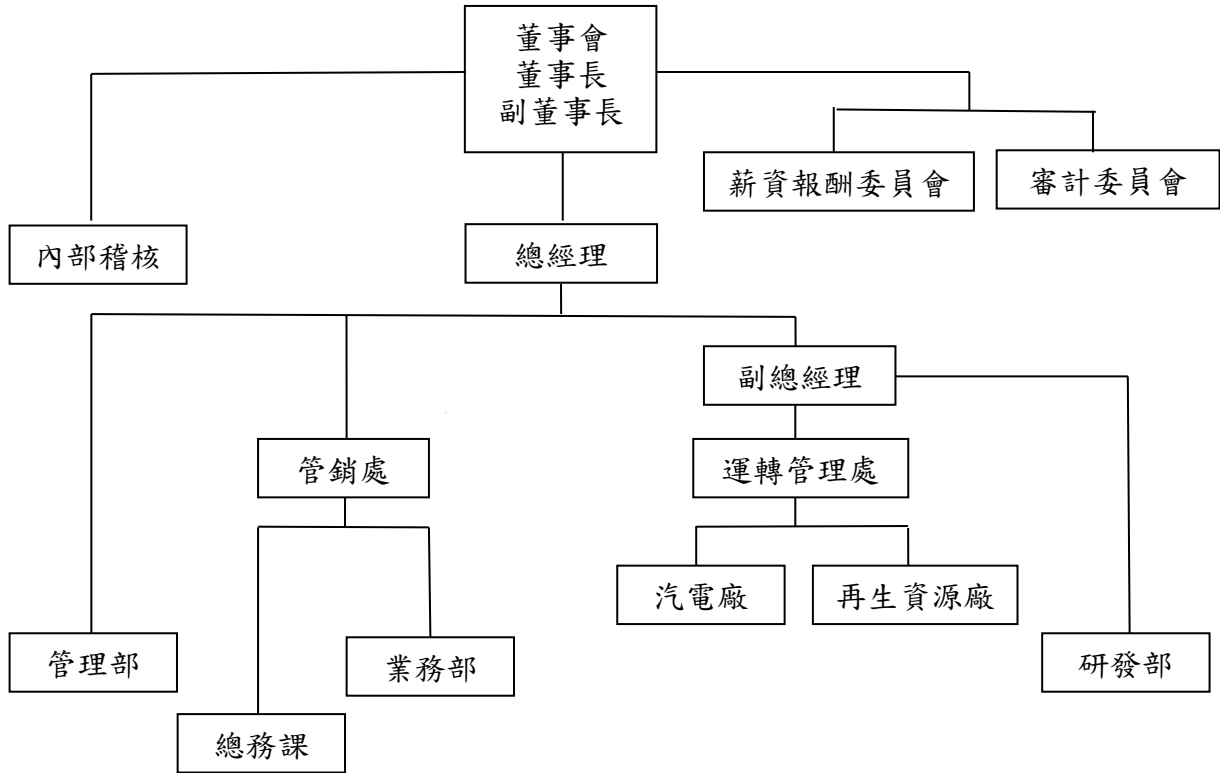 董事會
董事長
副董事長
薪資報酬委員會
審計委員會
內部稽核
總經理
副總經理
管銷處
運轉管理處
汽電廠
再生資源廠
管理部
業務部
研發部
總務課